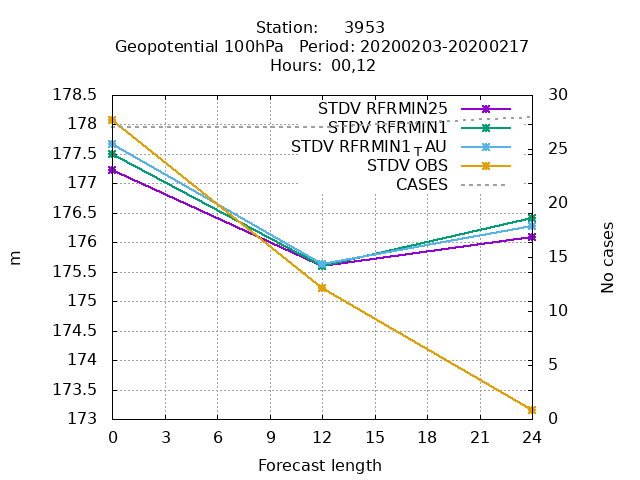 Station: 3953
Geopotential 100hPa Period: 20200203-20200217
Hours: 00,12
STDV RFRMIN25
STDV RFRMIN1
STDV RFRMIN1_TAU
STDV OBS
CASES
178.5
178
177.5
177
176.5
176
175.5
175
174.5
174
173.5
173
m
30
25
20
15
10
5
0
No cases
0 3 6 9 12 15 18 21 24
Forecast length